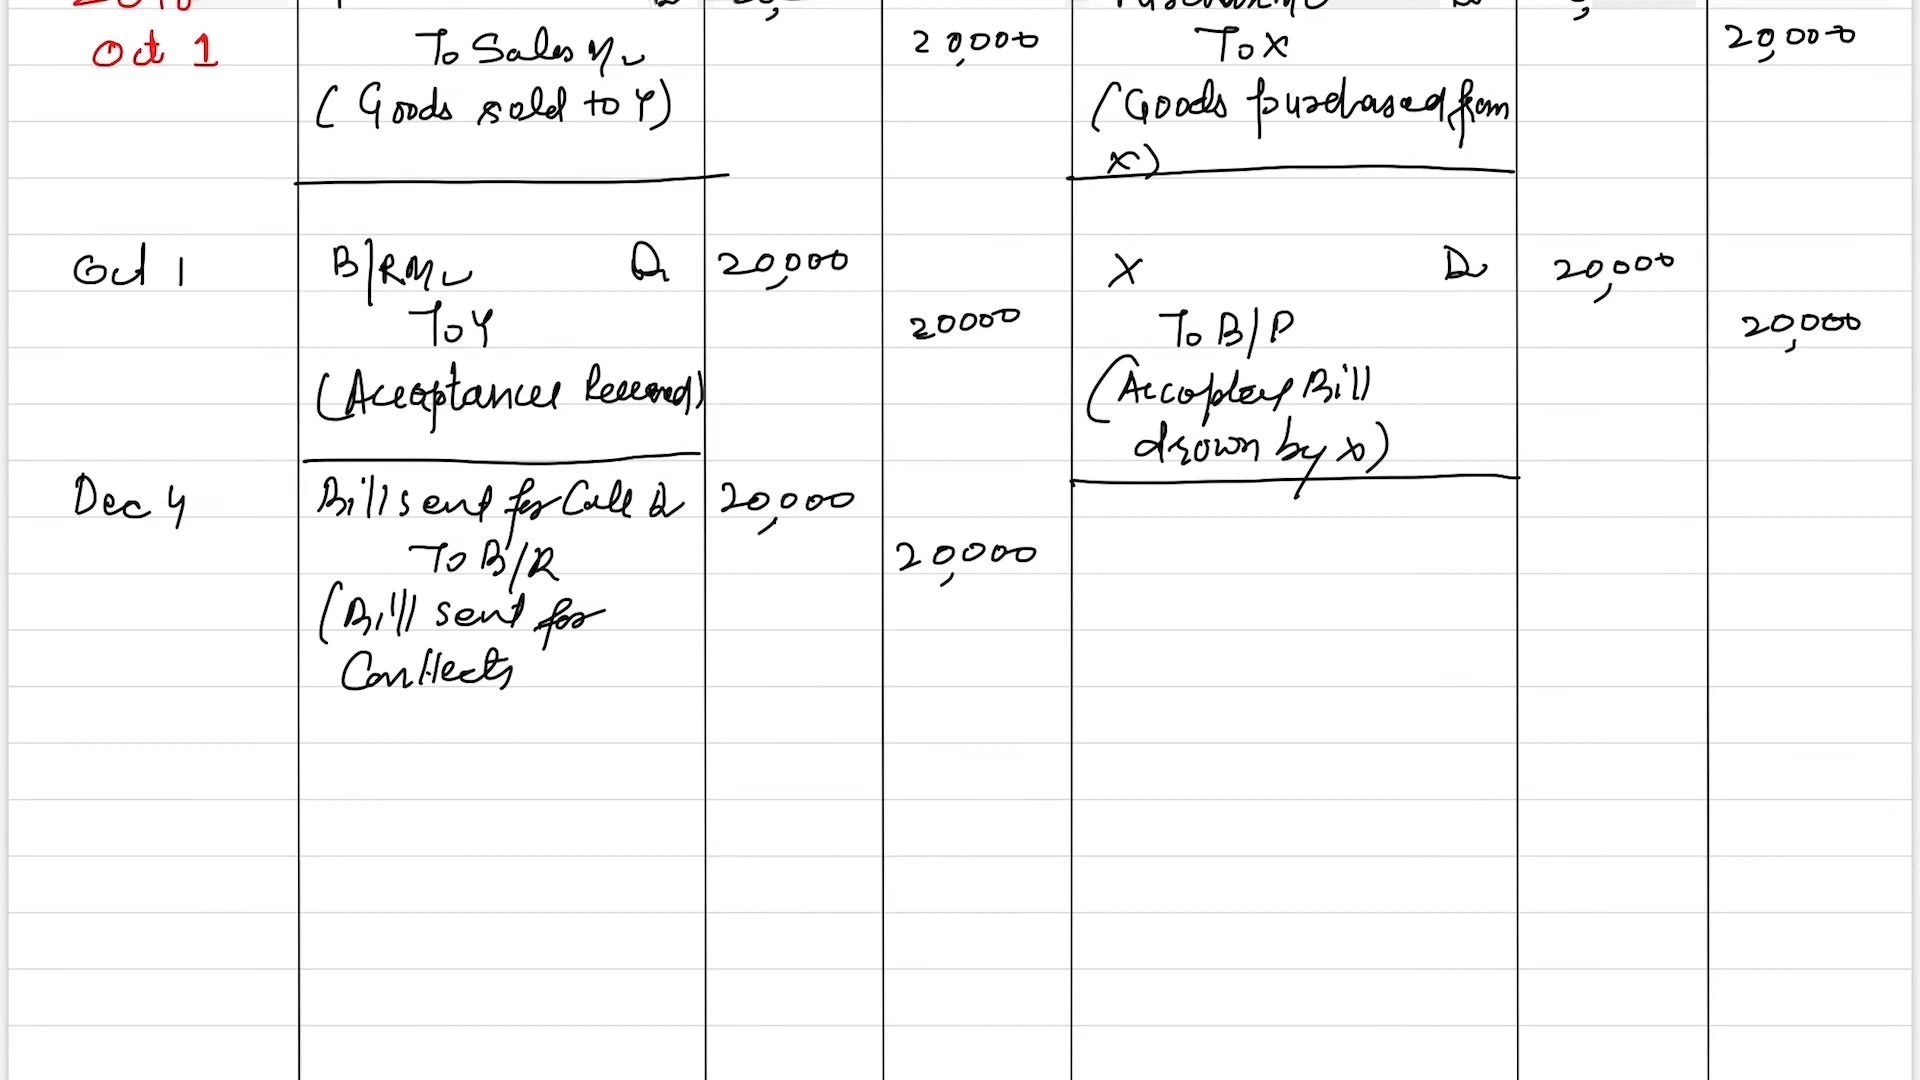 Oct 1 To Sales A/c 20,000 To X 20,000
( Goods sold to Y) (Goods purchased from
X)
Oct 1 B/R A/c Dr 20,000 X Dr 20,000
To Y 20000 To B/P 20,000
(Acceptance Received) (Accepted Bill
drawn by X)
Dec 4 Bill sent for Coll Dr 20,000
To B/R 20,000
(Bill sent for